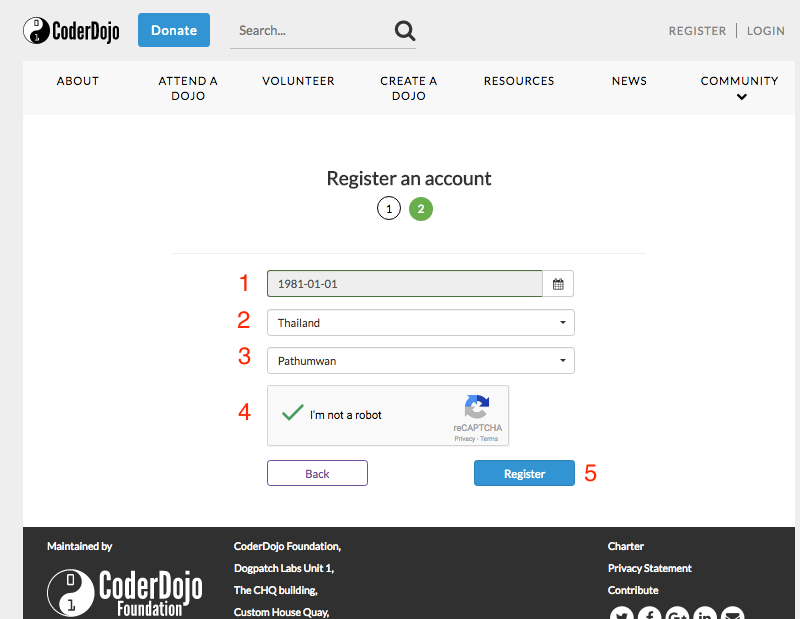 CoderDojo
Donate
Search...
REGISTER
LOGIN
ABOUT
ATTEND A
DOJO
VOLUNTEER
CREATE A
DOJO
RESOURCES
NEWS
COMMUNITY
Register an account
1
2
1
1981-01-01
2
Thailand
3
Pathumwan
4
I'm not a robot
reCAPTCHA
Privacy - Terms
Back
Register
5
Maintained by
CoderDojo
Foundation
CoderDojo Foundation,
Dogpatch Labs Unit 1,
The CHQ building,
Custom House Quay,
Charter
Privacy Statement
Contribute